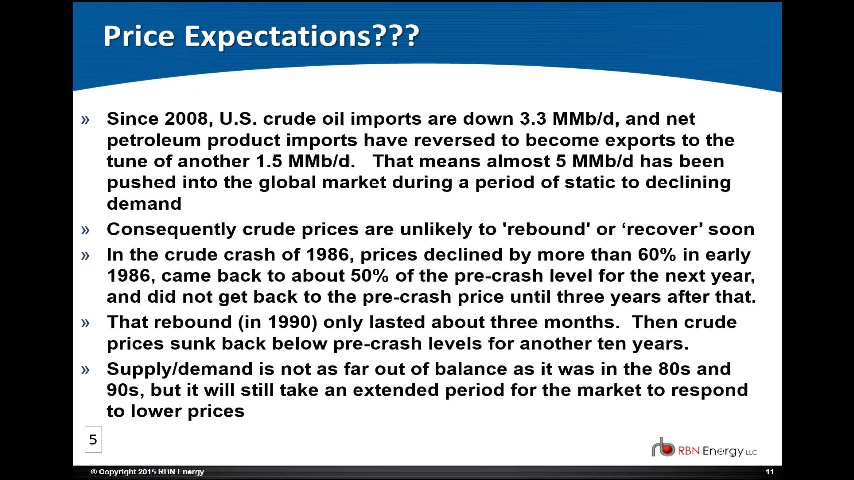 Price Expectations???
» Since 2008, U.S. crude oil imports are down 3.3 MMb/d, and net
petroleum product imports have reversed to become exports to the
tune of another 1.5 MMb/d. That means almost 5 MMb/d has been
pushed into the global market during a period of static to declining
demand
» Consequently crude prices are unlikely to 'rebound' or ‘recover’ soon
» In the crude crash of 1986, prices declined by more than 60% in early
1986, came back to about 50% of the pre-crash level for the next year,
and did not get back to the pre-crash price until three years after that.
» That rebound (in 1990) only lasted about three months. Then crude
prices sunk back below pre-crash levels for another ten years.
» Supply/demand is not as far out of balance as it was in the 80s and
90s, but it will still take an extended period for the market to respond
to lower prices
5
RBN Energy LLC
© Copyright 2015 RBN Energy
11